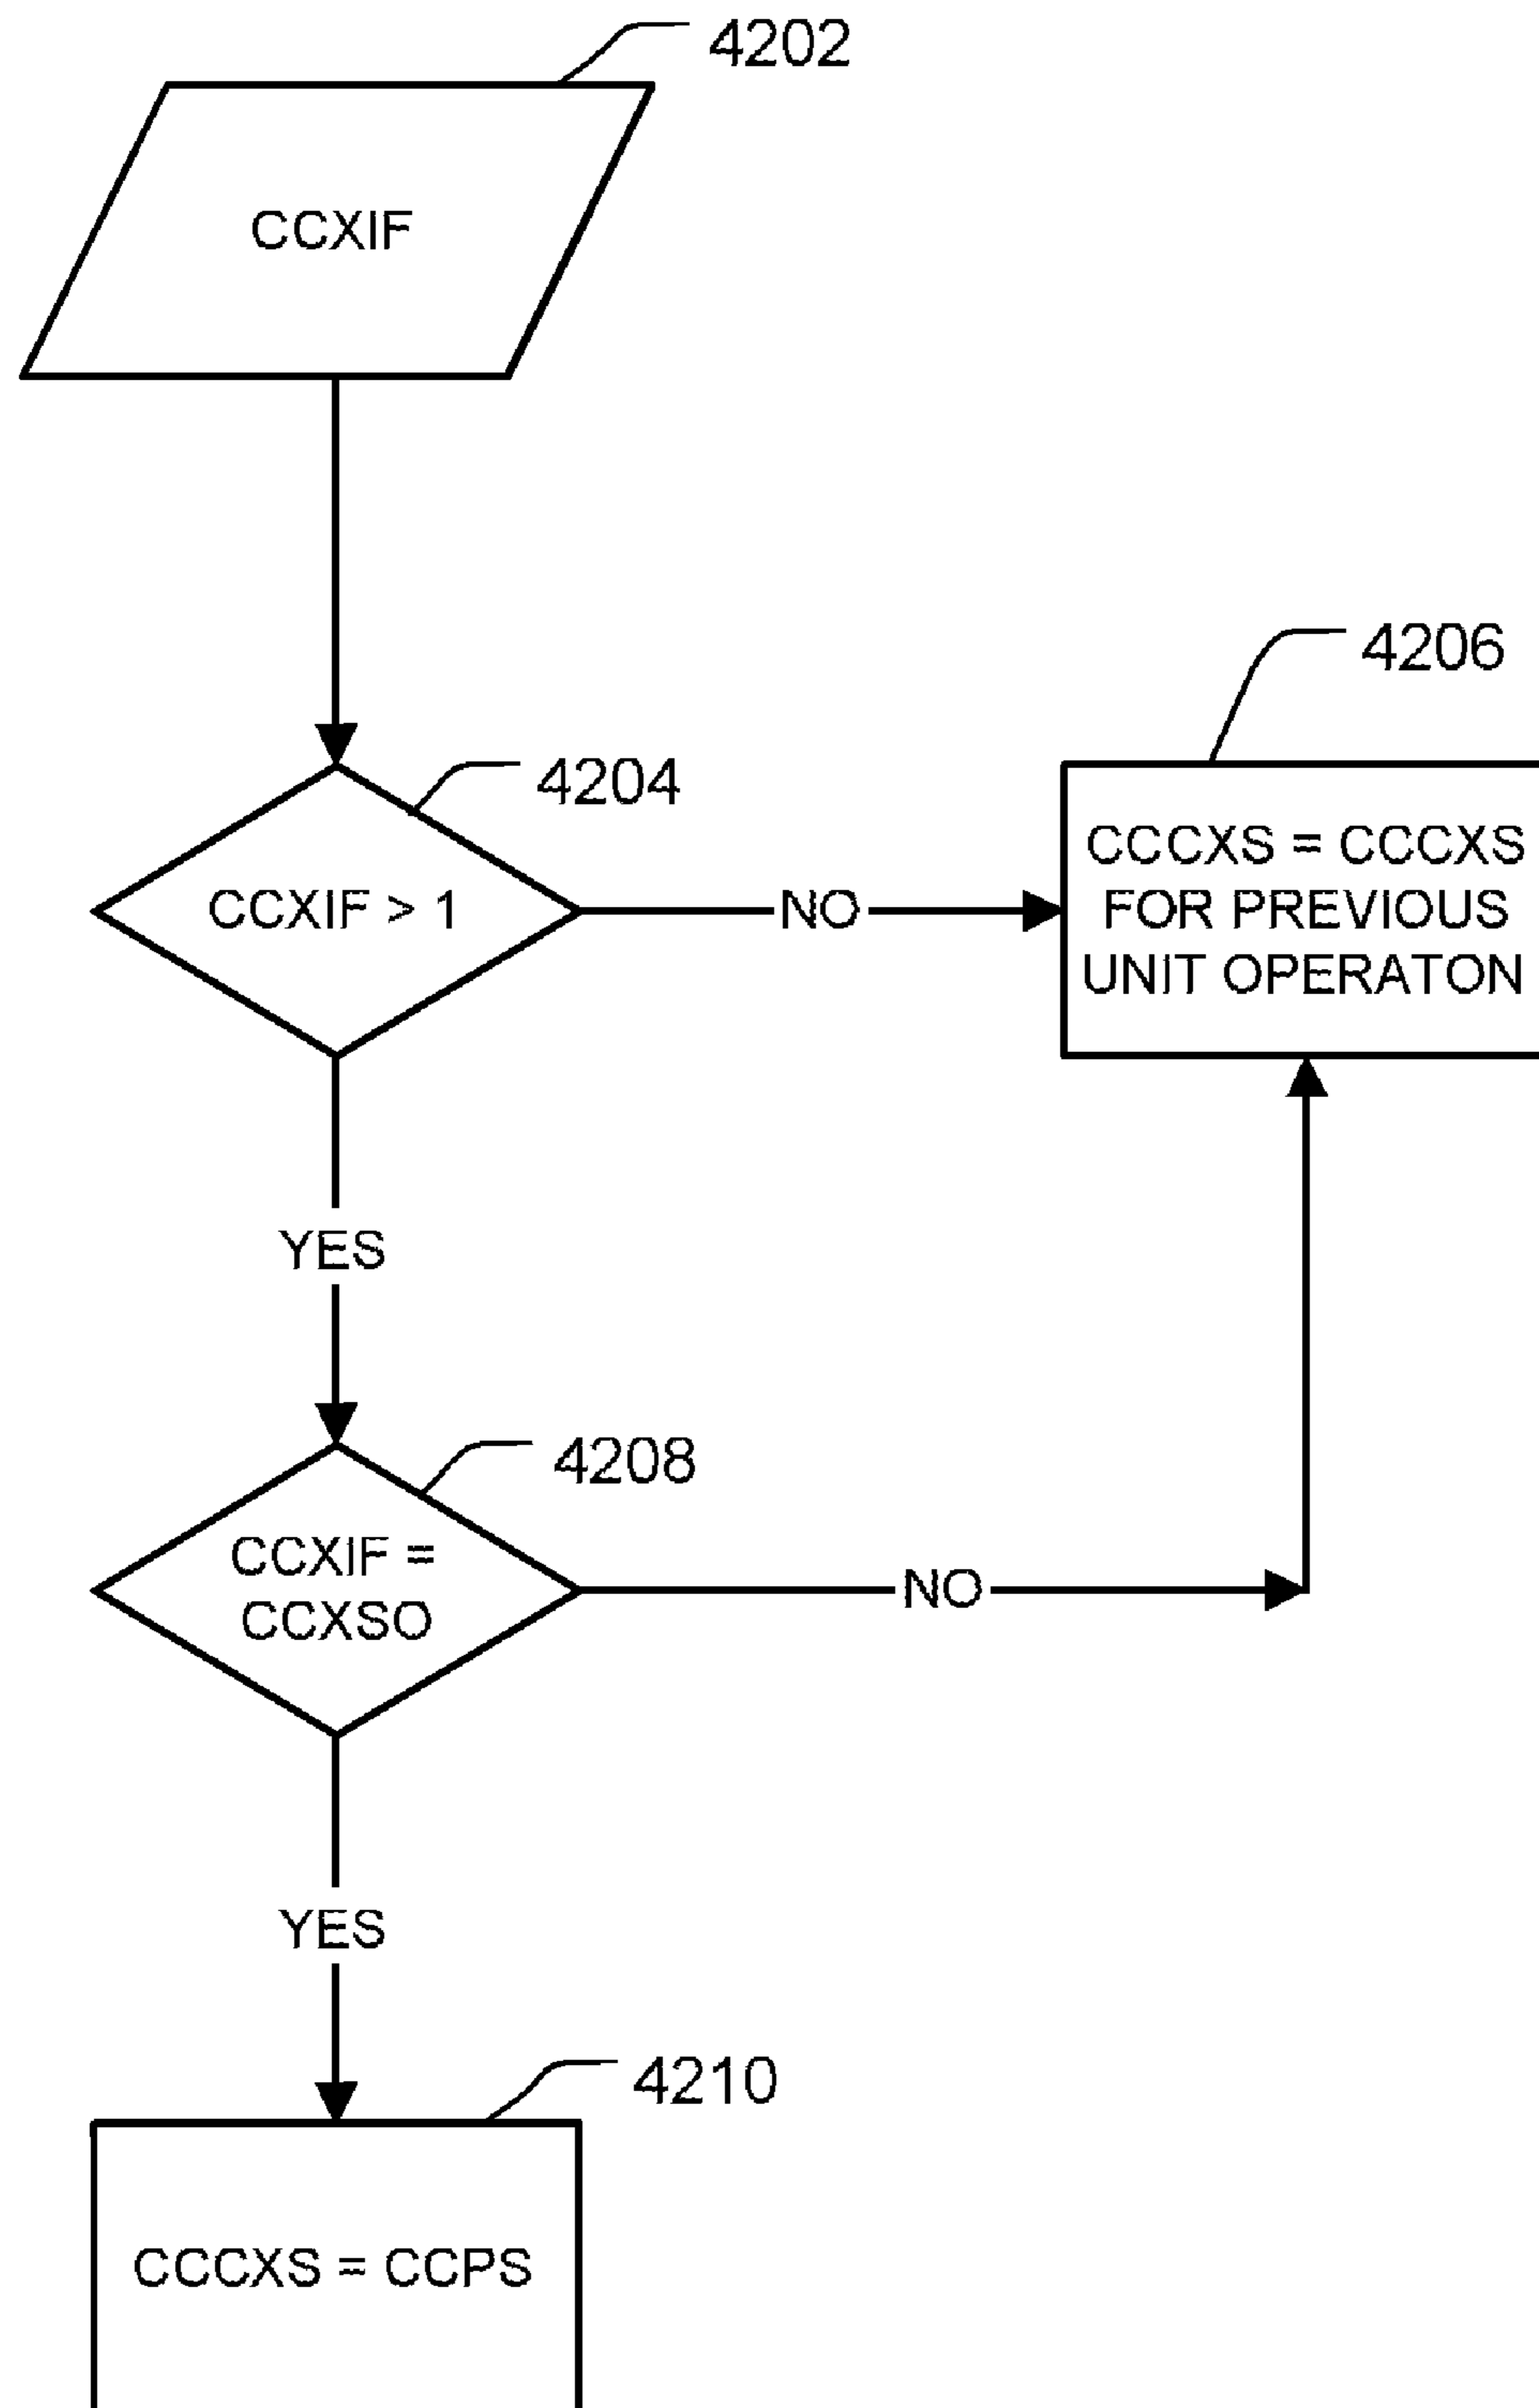 4202
CCXIF
4206
4204
CCXIF > 1
NO
CCCXS = CCCXS
FOR PREVIOUS
UNIT OPERATON
YES
4208
CCXIF =
CCXSO
NO
YES
4210
CCCXS = CCPS